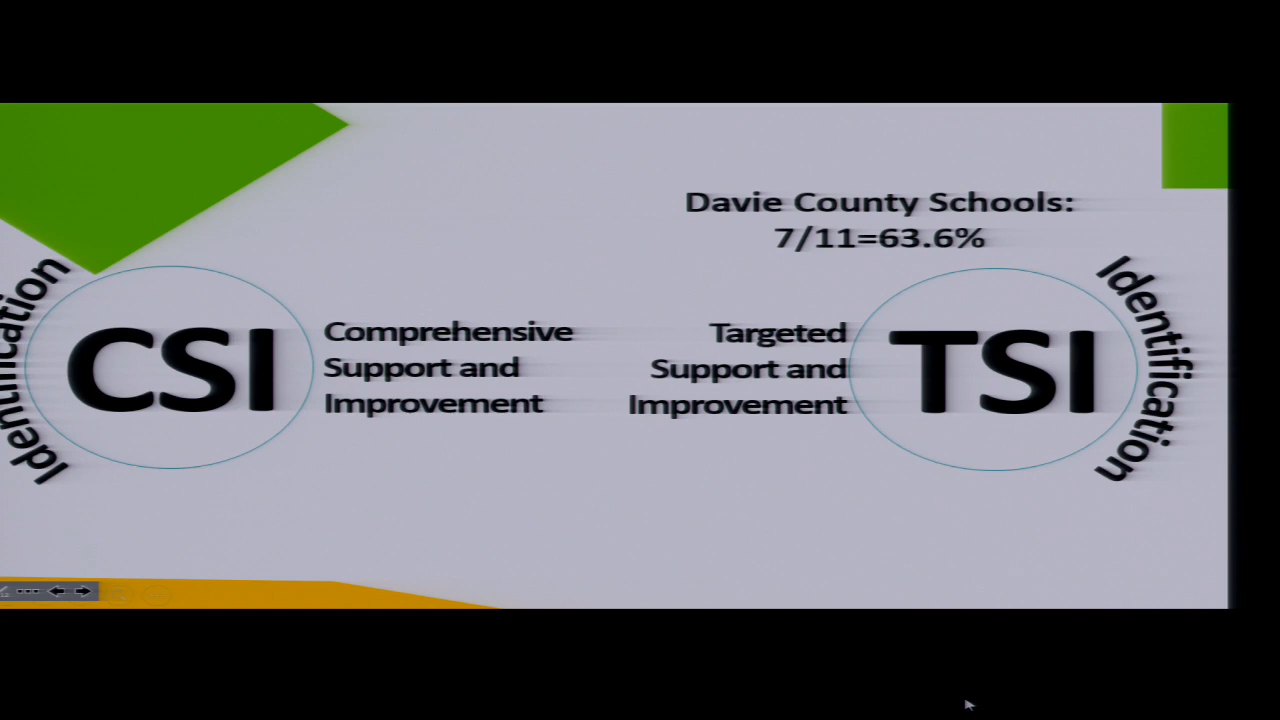 Davie County Schools:
7/11=63.6%
Identification
CSI
Comprehensive
Support and
Improvement
Targeted
Support and
Improvement
TSI
Identification